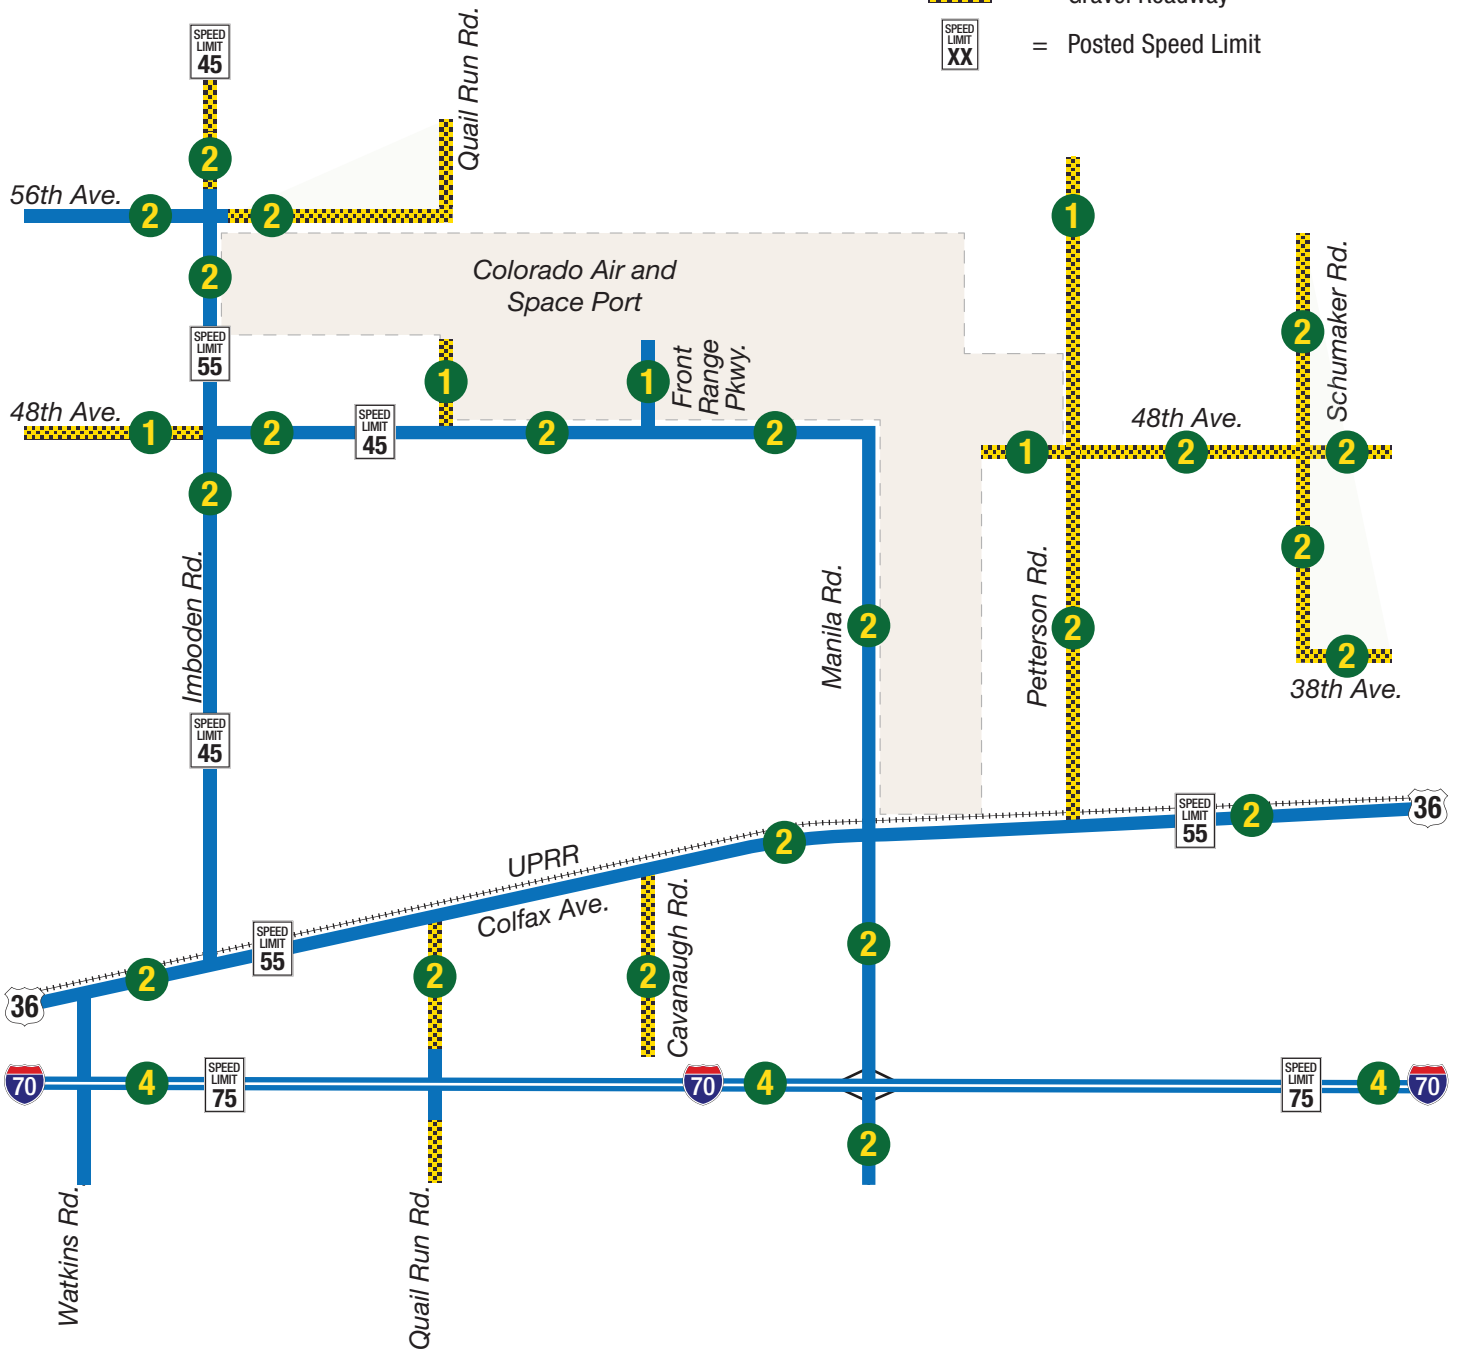 Gravel Roadway
SPEED
LIMIT
XX
= Posted Speed Limit
SPEED
LIMIT
45
Quail Run Rd.
2
56th Ave.
2
2
1
2
Colorado Air and
Space Port
Schumaker Rd.
2
SPEED
LIMIT
55
1
1
Front
Range
Pkwy.
48th Ave.
1
2
SPEED
LIMIT
45
2
2
48th Ave.
1
2
2
2
2
Imboden Rd.
Manila Rd.
2
Petterson Rd.
2
2
38th Ave.
SPEED
LIMIT
45
SPEED
LIMIT
55
2
36
2
UPRR
Colfax Ave.
SPEED
LIMIT
55
2
36
2
2
Cavanaugh Rd.
2
70
4
SPEED
LIMIT
75
70
4
SPEED
LIMIT
75
4
70
2
Watkins Rd.
Quail Run Rd.